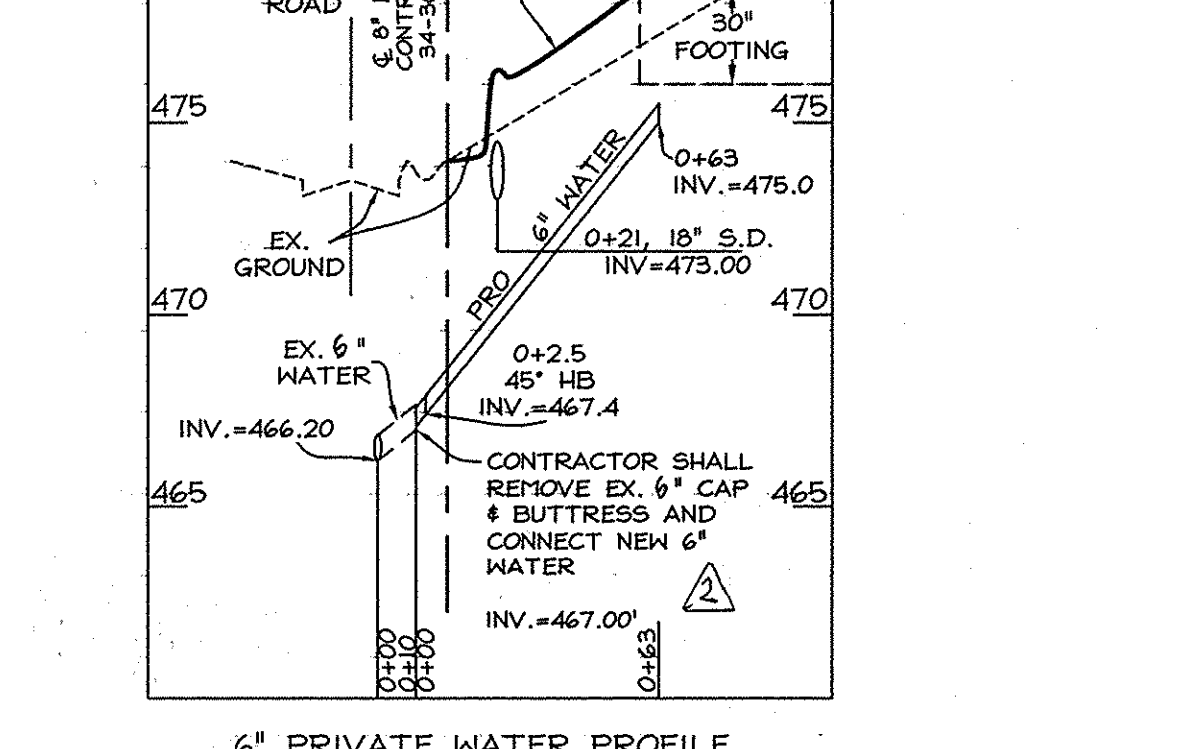 ROAD
℄ 8"
CONTR
30"
FOOTING
475
475
6" WATER
0+63
INV.=475.0
EX.
GROUND
0+21, 18" S.D.
INV=473.00
PRO
470
470
EX. 6"
WATER
0+2.5
45° HB
INV.=467.4
INV.=466.20
CONTRACTOR SHALL
REMOVE EX. 6" CAP
& BUTTRESS AND
CONNECT NEW 6"
WATER
465
465
2
INV.=467.00'
0+00
0+10
0+00
0+63
6" PRIVATE WATER PROFILE